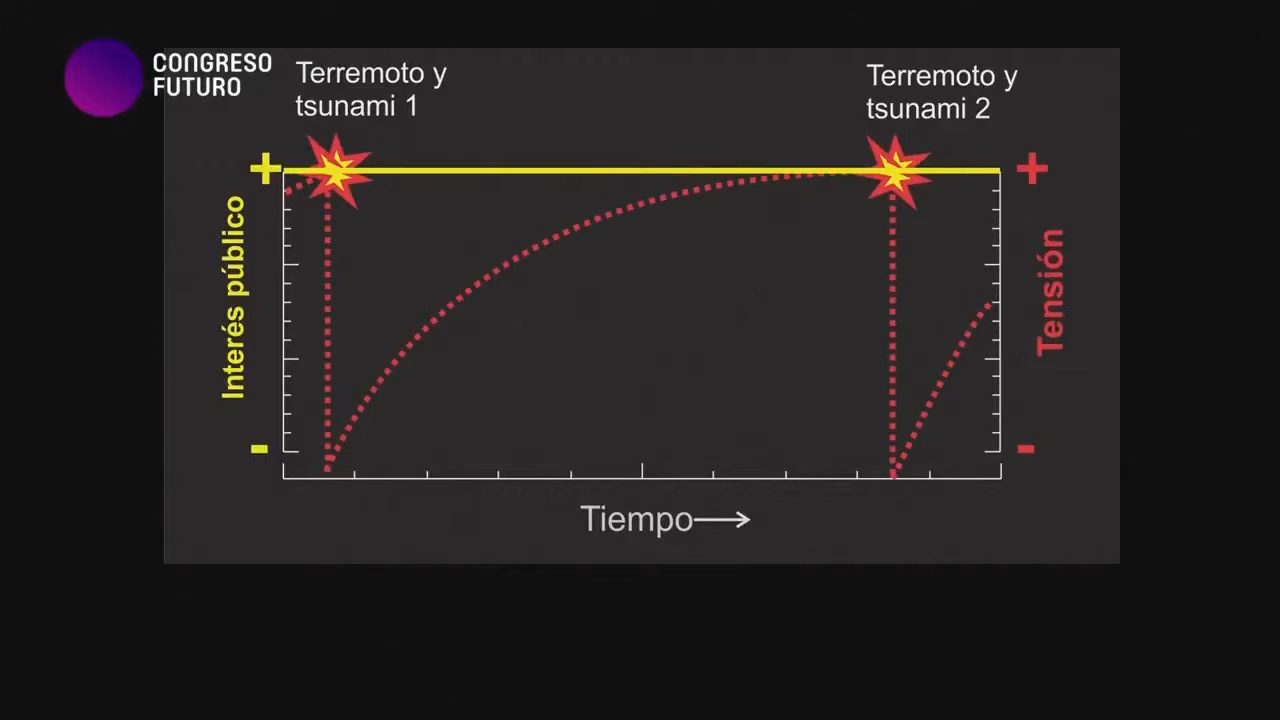 CONGRESO
FUTURO
Terremoto y
tsunami 1
Terremoto y
tsunami 2
+
+
Interés público
Tensión
-
-
Tiempo